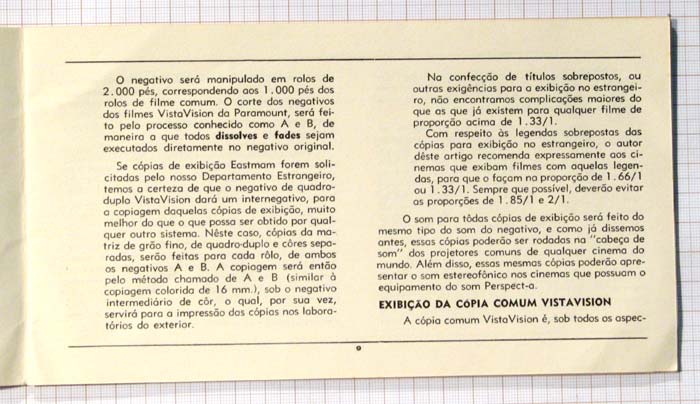 O negativo será manipulado em rolos de
2.000 pés, correspondendo aos 1.000 pés dos
rolos de filme comum. O corte dos negativos
dos filmes VistaVision da Paramount, será fei-
to pelo processo conhecido como A e B, de
maneira a que todos dissolves e fades sejam
executados diretamente no negativo original.
Se cópias de exibição Eastmam forem soli-
citadas pelo nosso Departamento Estrangeiro,
temos a certeza de que o negativo de quadro-
duplo VistaVision dará um internegativo, para
a copiagem daquelas cópias de exibição, muito
melhor do que o que possa ser obtido por qual-
quer outro sistema. Nêste caso, cópias da ma-
triz de grão fino, de quadro-duplo e côres sepa-
radas, serão feitas para cada rôlo, de ambos
os negativos A e B. A copiagem será então
pelo método chamado de A e B (similar à
copiagem colorida de 16 mm.), sob o negativo
intermediário de côr, o qual, por sua vez,
servirá para a impressão das cópias nos labora-
tórios do exterior.
Na confecção de títulos sobrepostos, ou
outras exigências para a exibição no estrangei-
ro, não encontramos complicações maiores do
que as que já existem para qualquer filme de
proporção acima de 1.33/1.
Com respeito às legendas sobrepostas das
cópias para exibição no estrangeiro, o autor
dêste artigo recomenda expressamente aos ci-
nemas que exibam filmes com aquelas legen-
das, para que o façam na proporção de 1.66/1
ou 1.33/1. Sempre que possível, deverão evitar
as proporções de 1.85/1 e 2/1.
O som para tôdas cópias de exibição será feito do
mesmo tipo do som do negativo, e como já dissemos
antes, essas cópias poderão ser rodadas na "cabeça de
som" dos projetores comuns de qualquer cinema do
mundo. Além disso, essas mesmas cópias poderão apre-
sentar o som estereofônico nos cinemas que possuam o
equipamento do som Perspect-a.
EXIBIÇÃO DA CÓPIA COMUM VISTAVISION
A cópia comum VistaVision é, sob todos os aspec-